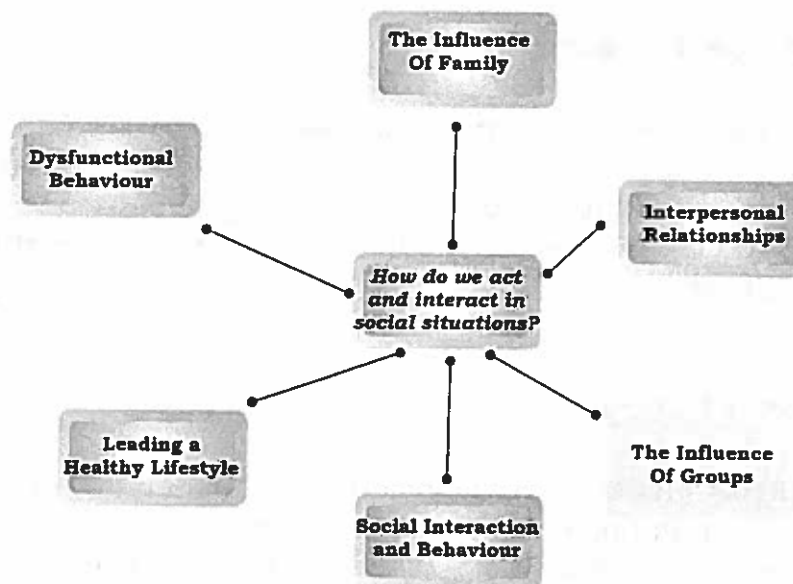 The Influence
Of Family
Dysfunctional
Behaviour
Interpersonal
Relationships
How do we act
and interact in
social situations?
Leading a
Healthy Lifestyle
The Influence
Of Groups
Social Interaction
and Behaviour